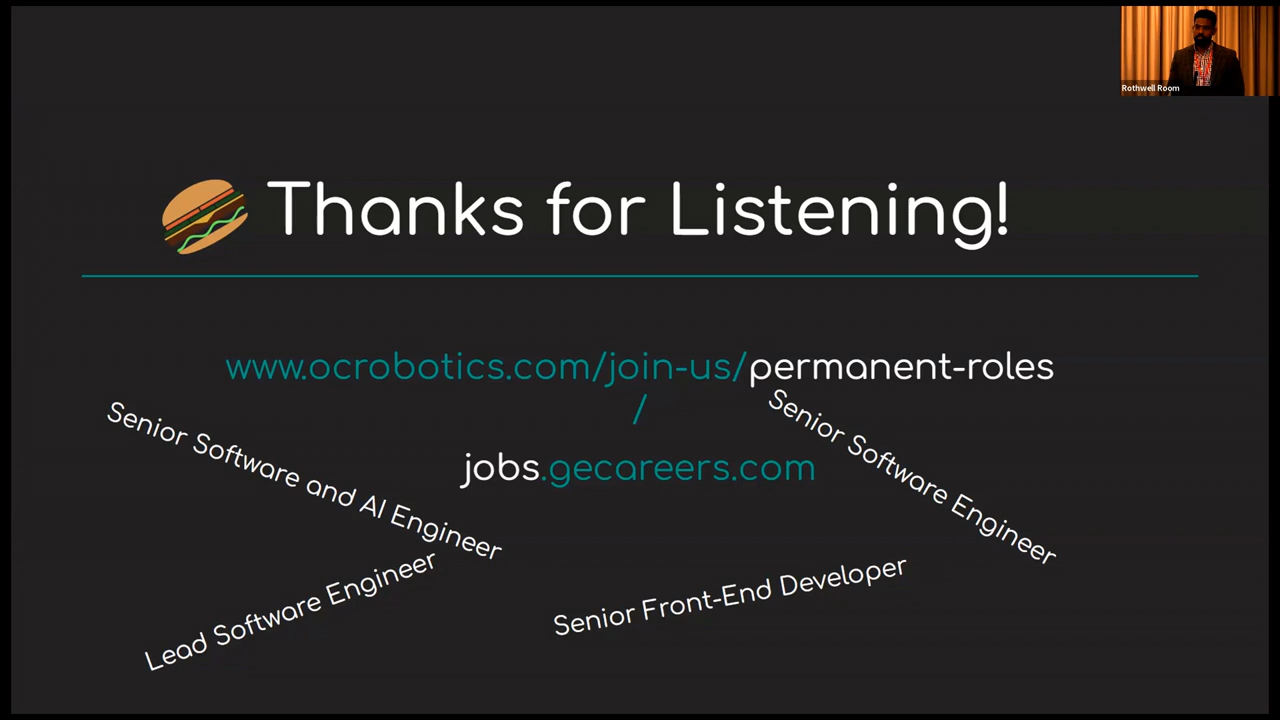 Rothwell Room
Thanks for Listening!
www.ocrobotics.com/join-us/permanent-roles
/
jobs.gecareers.com
Senior Software and AI Engineer
Senior Software Engineer
Lead Software Engineer
Senior Front-End Developer